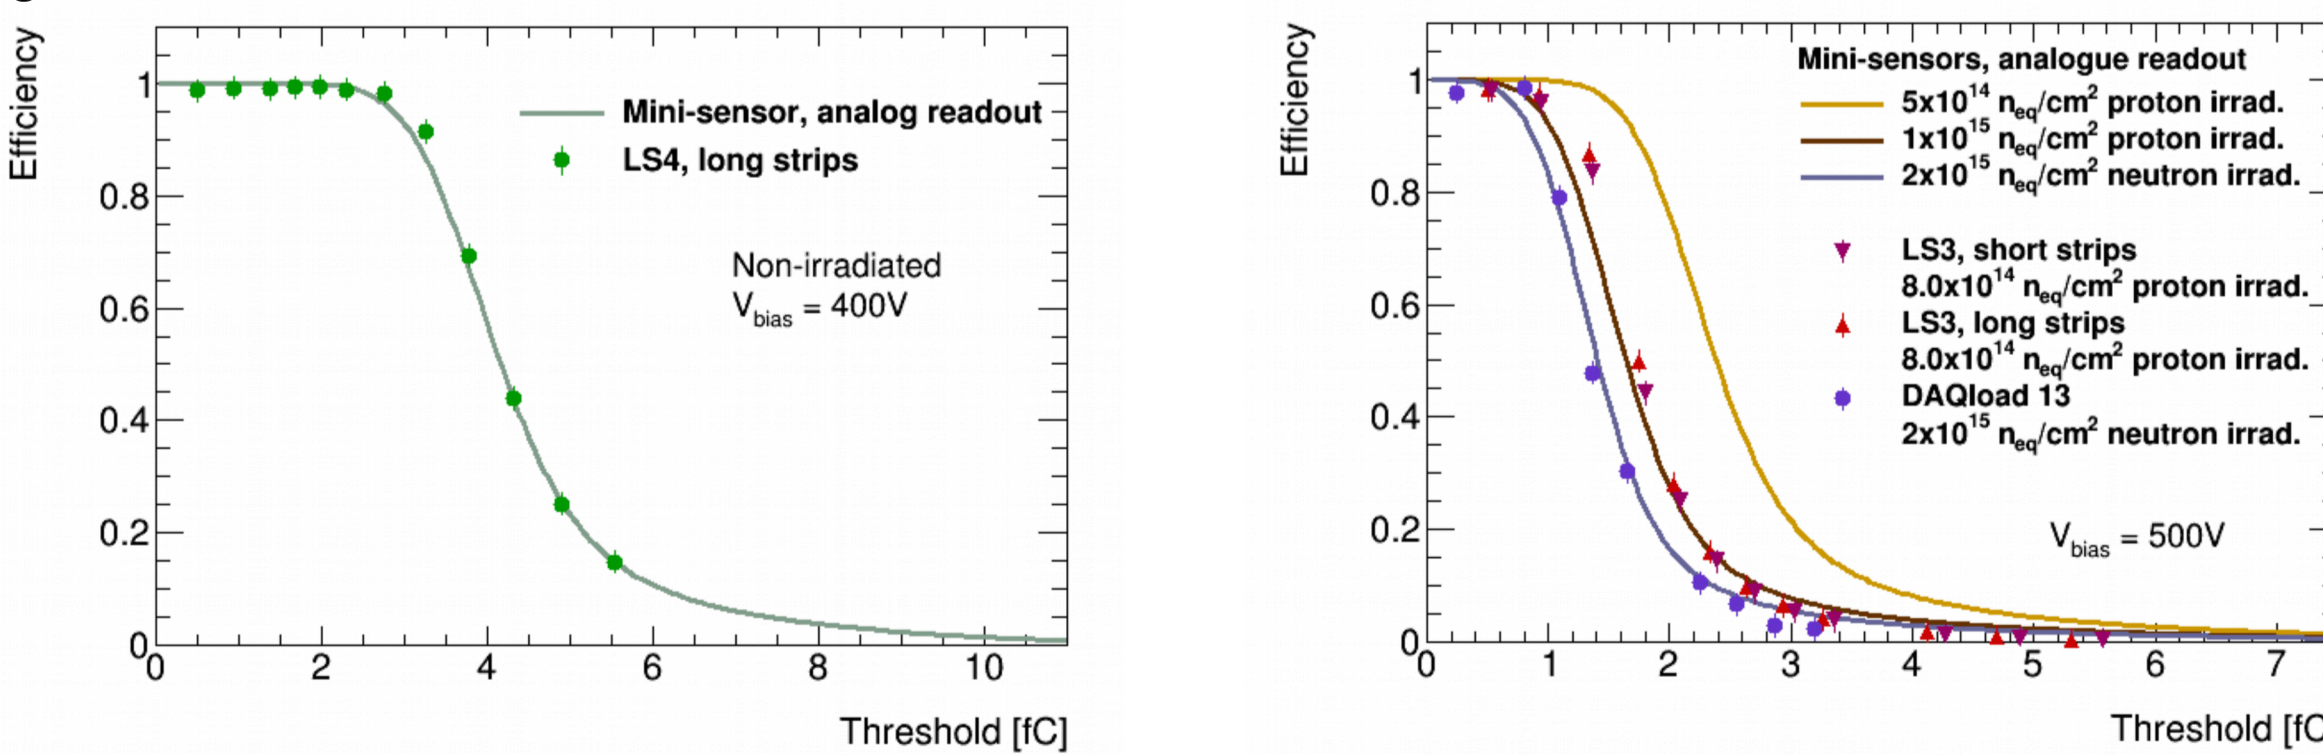 Efficiency
1
0.8
0.6
0.4
0.2
0
0 2 4 6 8 10
Threshold [fC]
Mini-sensor, analog readout
LS4, long strips
Non-irradiated
V_bias = 400V
Efficiency
1
0.8
0.6
0.4
0.2
0
0 1 2 3 4 5 6 7
Threshold [fC
Mini-sensors, analogue readout
5x10^14 n_eq/cm^2 proton irrad.
1x10^15 n_eq/cm^2 proton irrad.
2x10^15 n_eq/cm^2 neutron irrad.
LS3, short strips
8.0x10^14 n_eq/cm^2 proton irrad.
LS3, long strips
8.0x10^14 n_eq/cm^2 proton irrad.
DAQload 13
2x10^15 n_eq/cm^2 neutron irrad.
V_bias = 500V